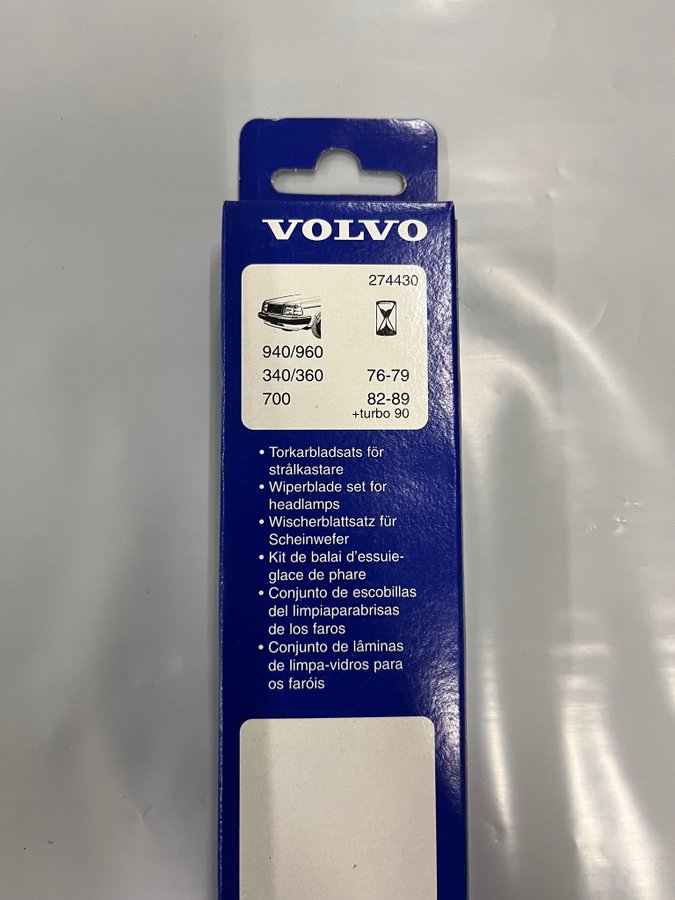 VOLVO
274430
940/960
340/360 76-79
700 82-89
+turbo 90
• Torkarbladsats för
strålkastare
• Wiperblade set for
headlamps
• Wischerblattsatz für
Scheinwefer
• Kit de balai d'essuie-
glace de phare
• Conjunto de escobillas
del limpiaparabrisas
de los faros
• Conjunto de lâminas
de limpa-vidros para
os faróis